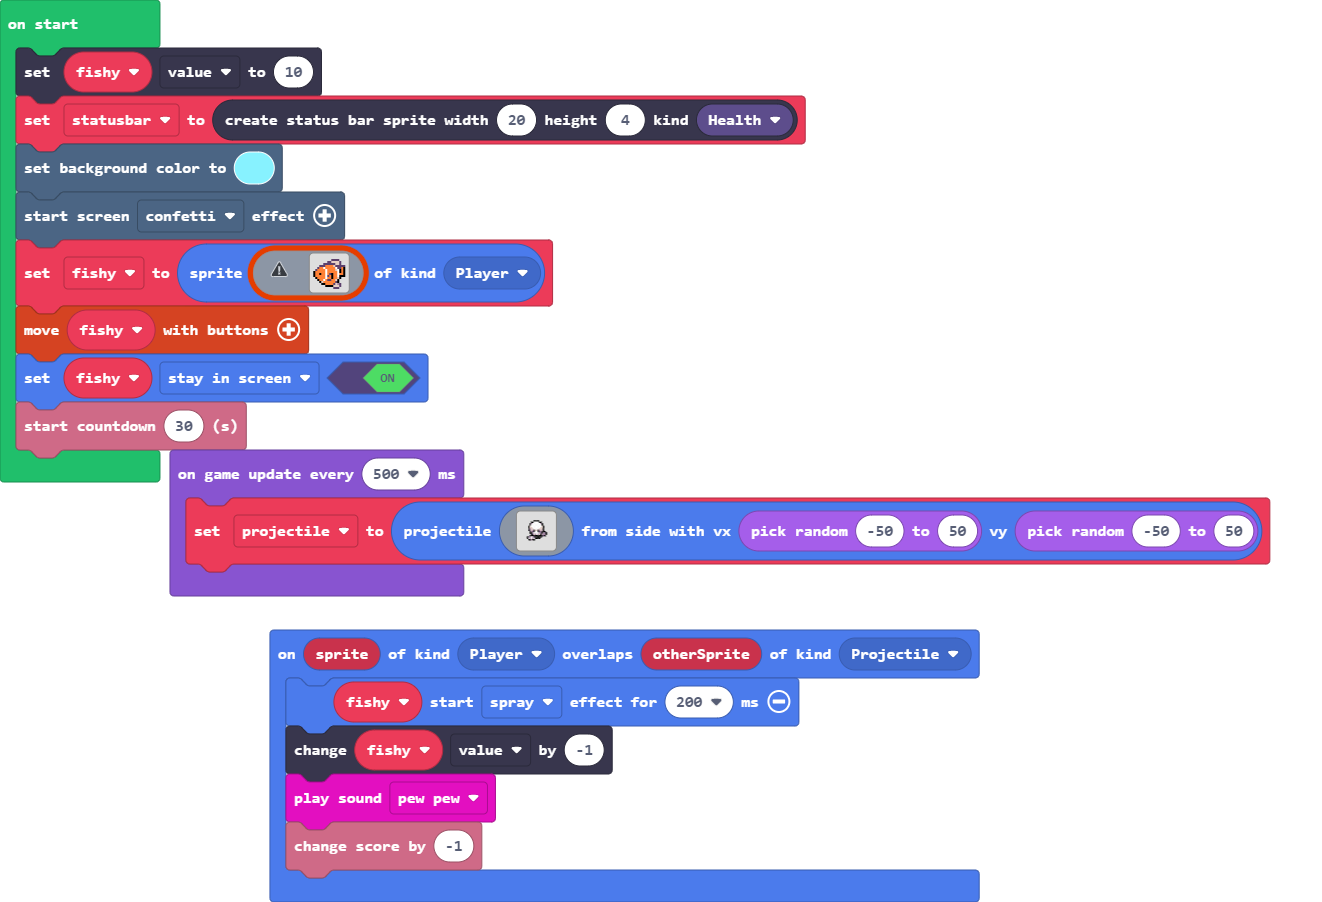 on start
set fishy value to 10
set statusbar to create status bar sprite width 20 height 4 kind Health
set background color to
start screen confetti effect
set fishy to sprite of kind Player
move fishy with buttons
set fishy stay in screen ON
start countdown 30 (s)
on game update every 500 ms
set projectile to projectile from side with vx pick random -50 to 50 vy pick random -50 to 50
on sprite of kind Player overlaps otherSprite of kind Projectile
fishy start spray effect for 200 ms
change fishy value by -1
play sound pew pew
change score by -1